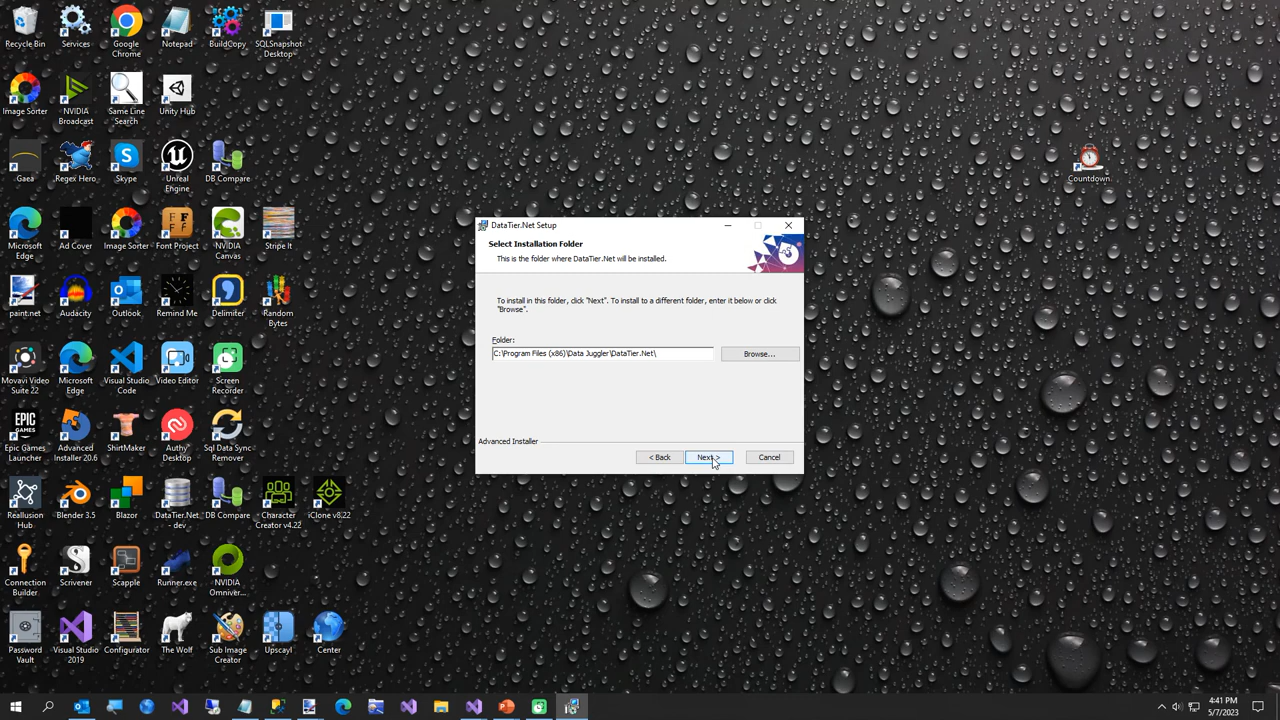 Recycle Bin
Services
Google
Chrome
Notepad
BuildCopy
SQLSnapshot
Desktop
Image Sorter
NVIDIA
Broadcast
Same Line
Search
Unity Hub
Gaea
Regex Hero
Skype
Unreal
Engine
DB Compare
Countdown
Microsoft
Edge
Ad Cover
Image Sorter
Font Project
NVIDIA
Canvas
Stripe It
paint.net
Audacity
Outlook
Remind Me
Delimiter
Random
Bytes
Movavi Video
Suite 22
Microsoft
Edge
Visual Studio
Code
Video Editor
Screen
Recorder
EPIC
GAMES
Epic Games
Launcher
Advanced
Installer 20.6
ShirtMaker
Authy
Desktop
Sql Data Sync
Remover
Reallusion
Hub
Blender 3.5
Blazor
DataTier.Net
- dev
DB Compare
Character
Creator v4.22
iClone v8.22
Connection
Builder
Scrivener
Scapple
Runner.exe
NVIDIA
Omniver...
Password
Vault
Visual Studio
2019
Configurator
The Wolf
Sub Image
Creator
Upscayl
Center
DataTier.Net Setup
Select Installation Folder
This is the folder where DataTier.Net will be installed.
To install in this folder, click "Next". To install to a different folder, enter it below or click
"Browse".
Folder:
C:\Program Files (x86)\Data Juggler\DataTier.Net\
Browse...
Advanced Installer
< Back
Next >
Cancel
4:41 PM
5/7/2023